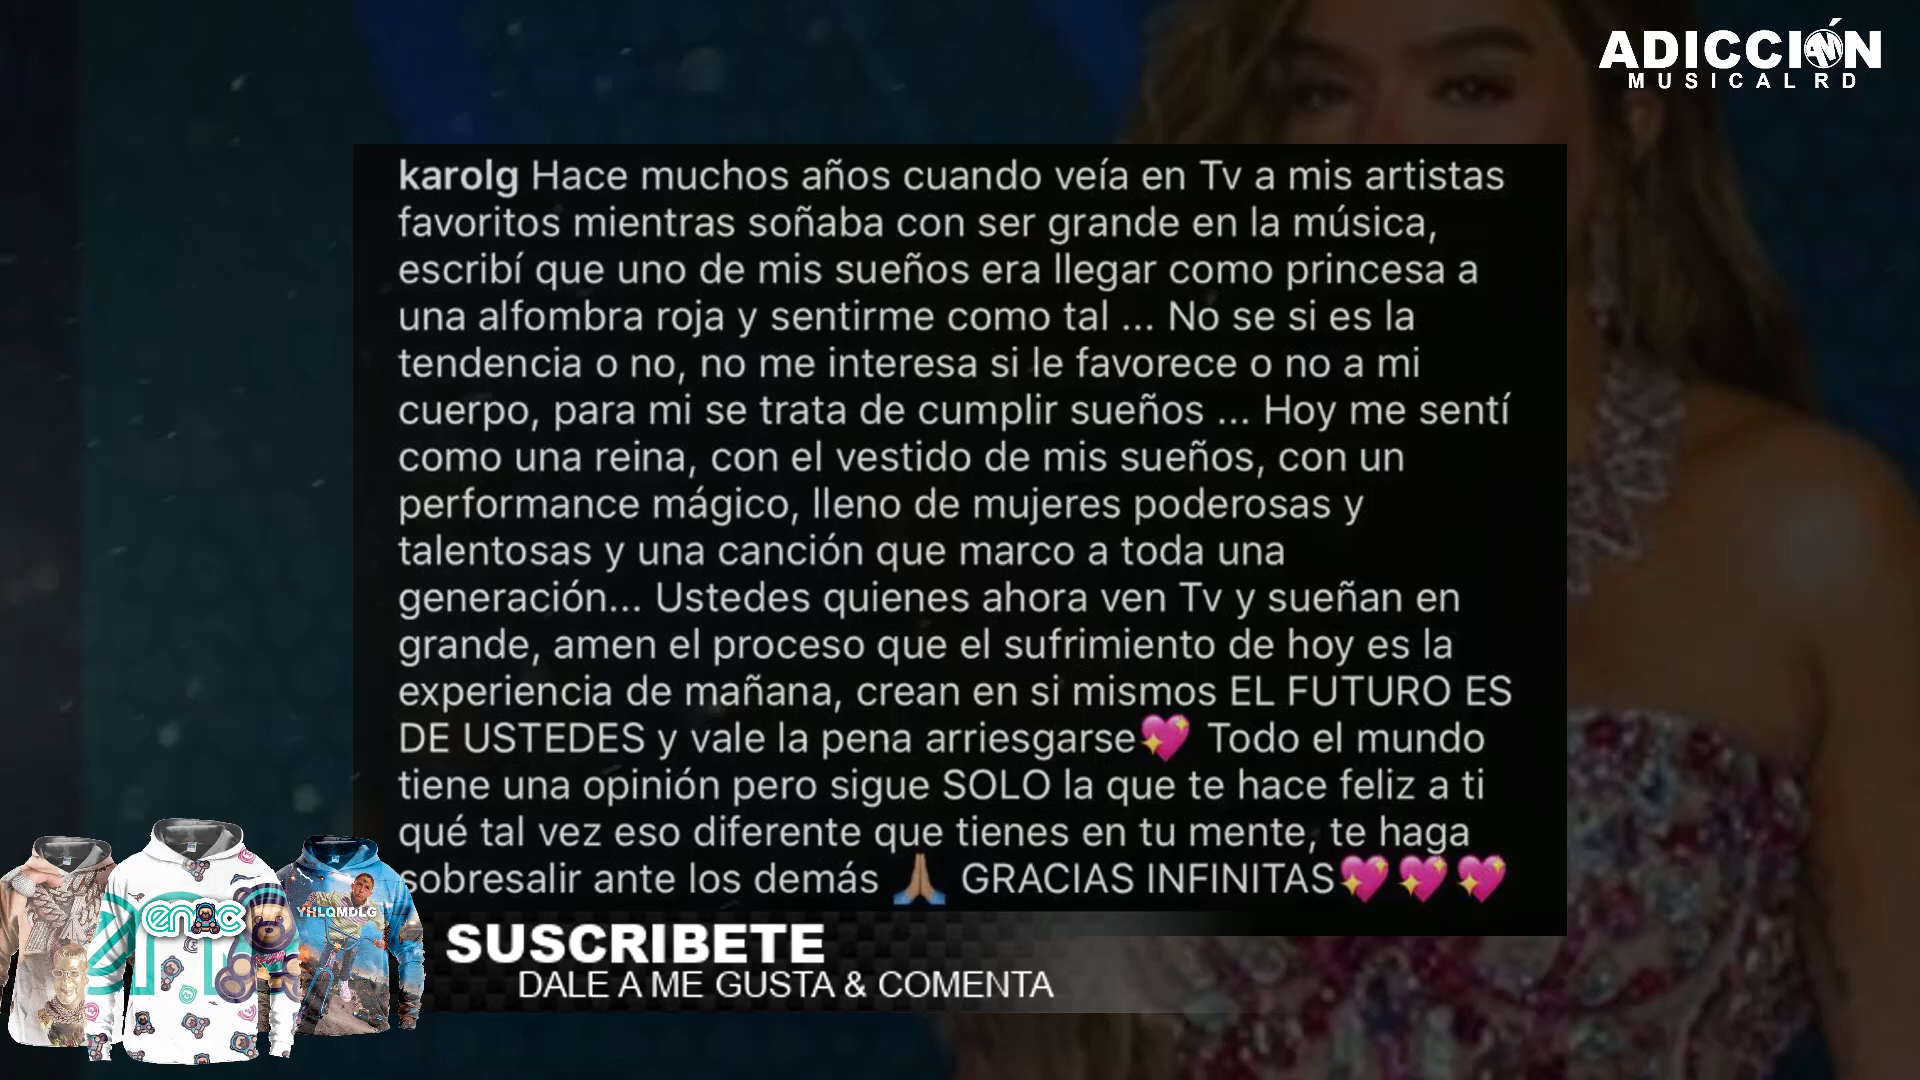 ADICCIÓN
MUSICAL RD
karolg Hace muchos años cuando veía en Tv a mis artistas
favoritos mientras soñaba con ser grande en la música,
escribí que uno de mis sueños era llegar como princesa a
una alfombra roja y sentirme como tal ... No se si es la
tendencia o no, no me interesa si le favorece o no a mi
cuerpo, para mi se trata de cumplir sueños ... Hoy me sentí
como una reina, con el vestido de mis sueños, con un
performance mágico, lleno de mujeres poderosas y
talentosas y una canción que marco a toda una
generación... Ustedes quienes ahora ven Tv y sueñan en
grande, amen el proceso que el sufrimiento de hoy es la
experiencia de mañana, crean en si mismos EL FUTURO ES
DE USTEDES y vale la pena arriesgarse💖 Todo el mundo
tiene una opinión pero sigue SOLO la que te hace feliz a ti
qué tal vez eso diferente que tienes en tu mente, te haga
sobresalir ante los demás 🙏🏽 GRACIAS INFINITAS💖💖💖
enoc
YHLQMDLG
SUSCRIBETE
DALE A ME GUSTA & COMENTA